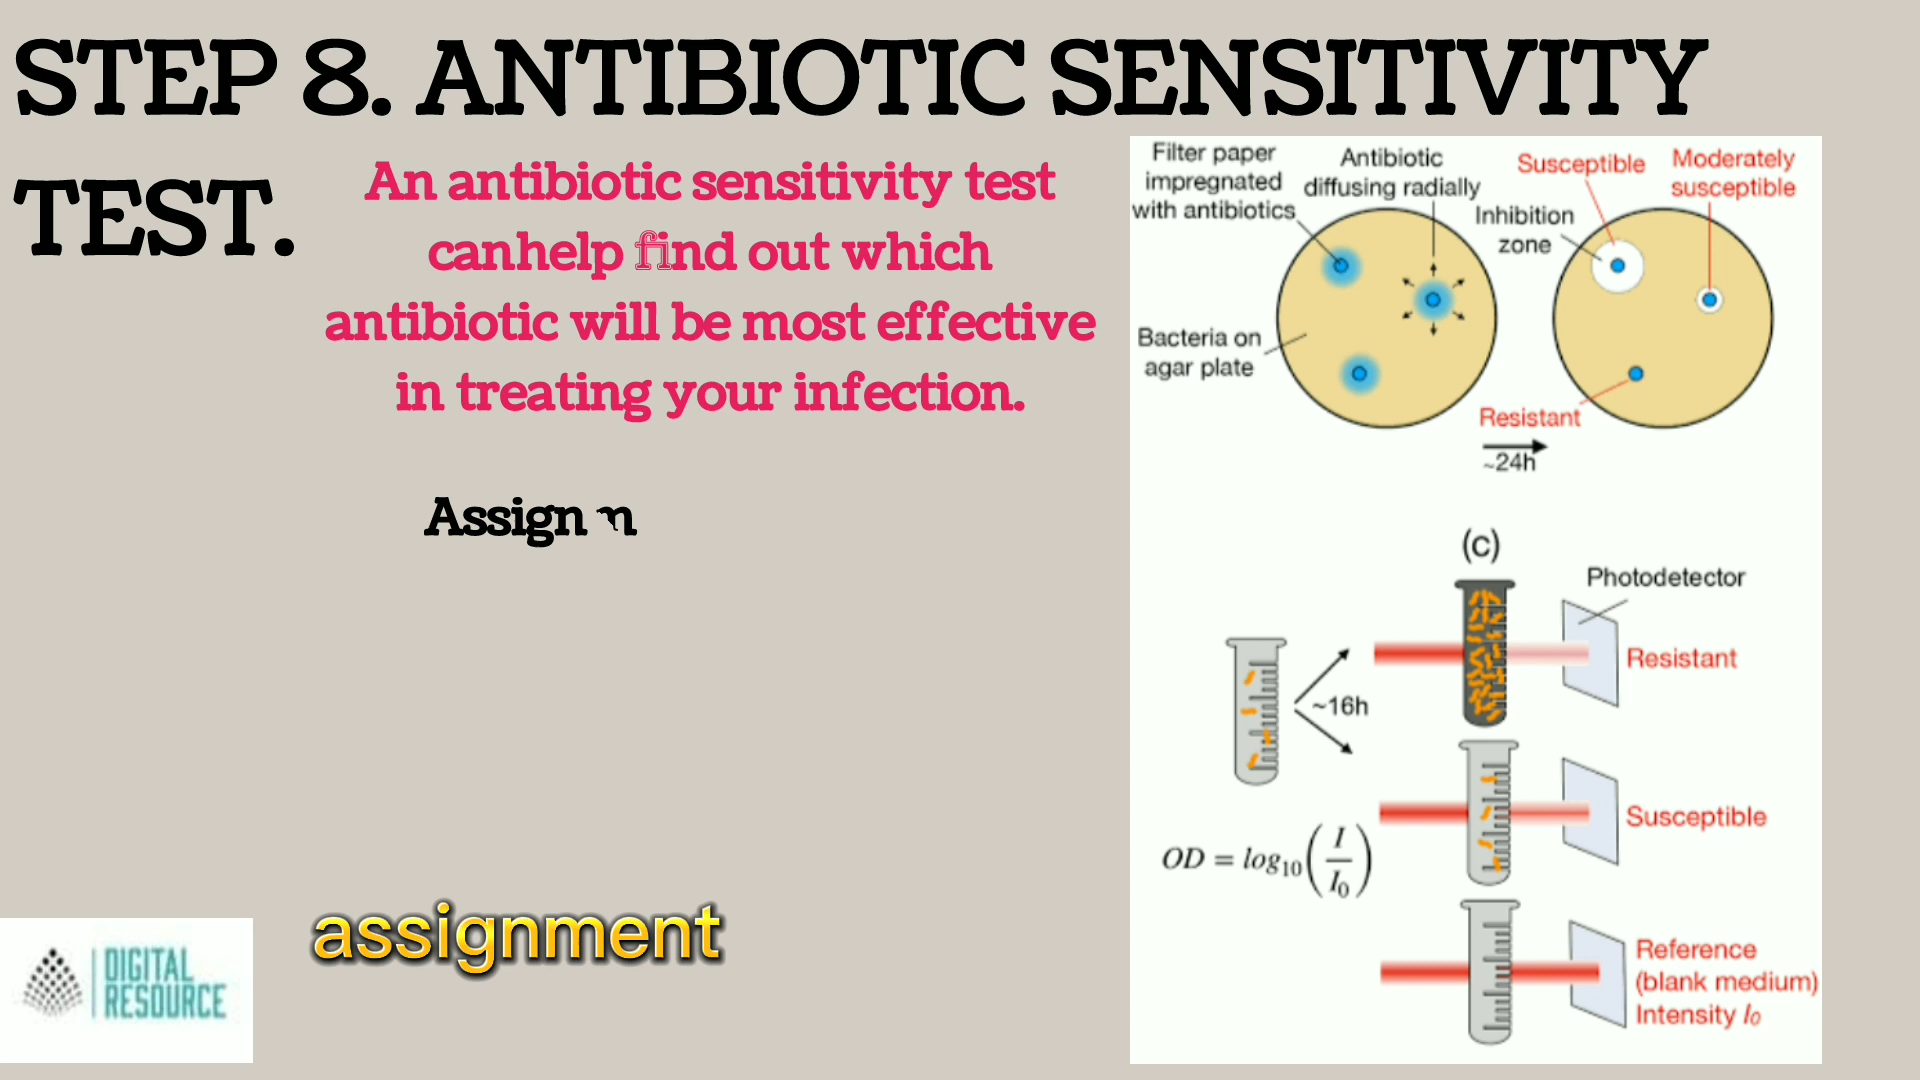 STEP 8. ANTIBIOTIC SENSITIVITY
TEST.
An antibiotic sensitivity test
canhelp find out which
antibiotic will be most effective
in treating your infection.
Assign
assignment
DIGITAL
RESOURCE
Filter paper
impregnated
with antibiotics
Antibiotic
diffusing radially
Susceptible
Moderately
susceptible
Inhibition
zone
Bacteria on
agar plate
Resistant
~24h
(c)
Photodetector
Resistant
~16h
Susceptible
OD = log₁₀(I/I₀)
Reference
(blank medium)
Intensity I₀